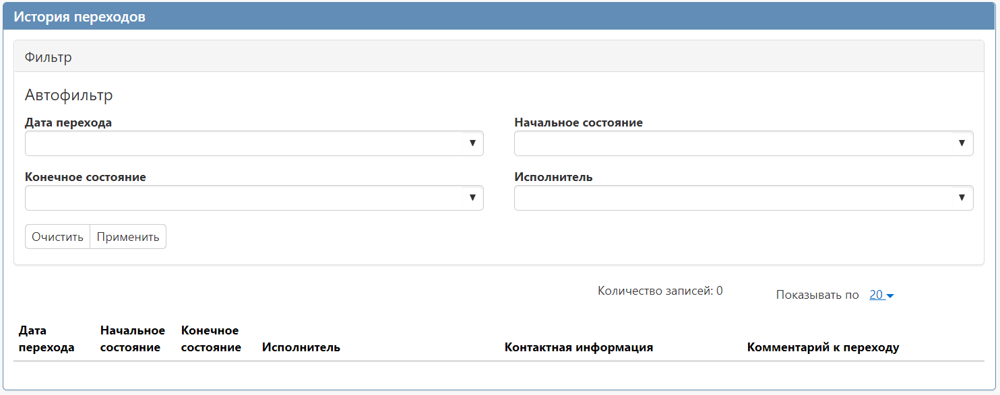 История переходов
Фильтр
Автофильтр
Дата перехода
Начальное состояние
Конечное состояние
Исполнитель
Очистить Применить
Количество записей: 0
Показывать по 20
Дата перехода
Начальное состояние
Конечное состояние
Исполнитель
Контактная информация
Комментарий к переходу